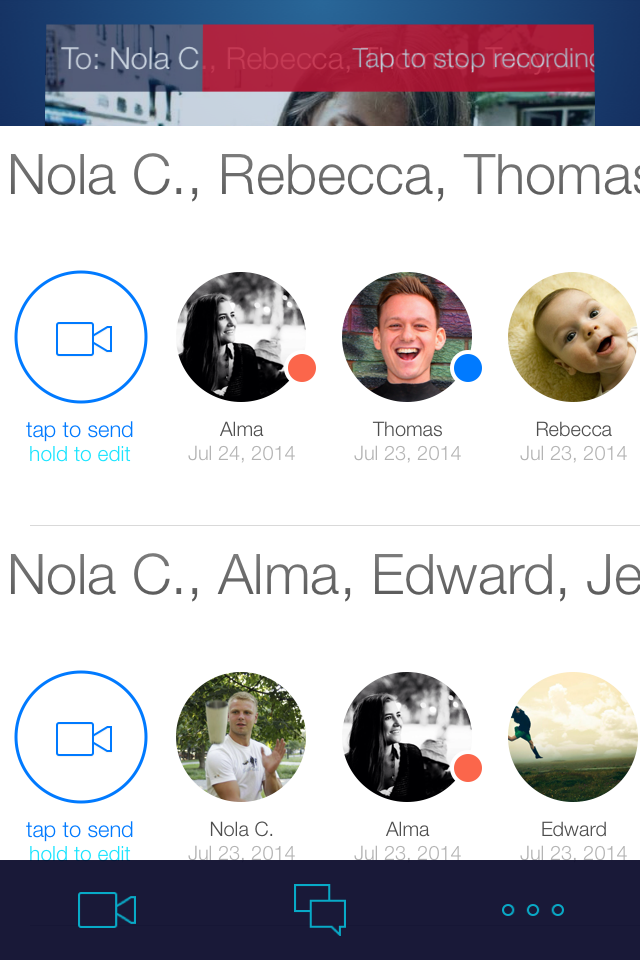 To: Nola C., Rebecca, Thomas, 
Tap to stop recording
Nola C., Rebecca, Thomas
tap to send
hold to edit
Alma
Jul 24, 2014
Thomas
Jul 23, 2014
Rebecca
Jul 23, 2014
Nola C., Alma, Edward, Je
tap to send
hold to edit
Nola C.
Jul 23, 2014
Alma
Jul 23, 2014
Edward
Jul 23, 2014